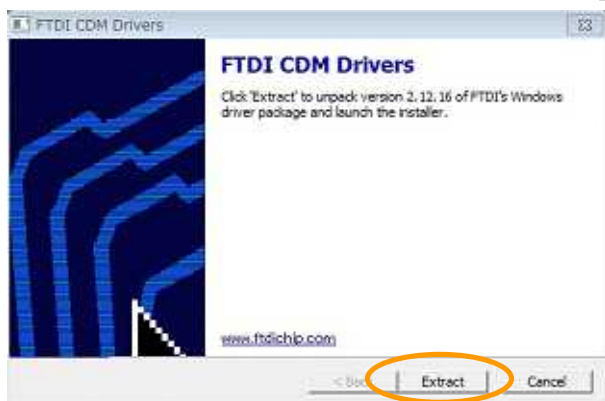 FTDI CDM Drivers
FTDI CDM Drivers
Click 'Extract' to unpack version 2.12.16 of FTDI's Windows
driver package and launch the installer.
www.ftdichip.com
< Back
Extract
Cancel